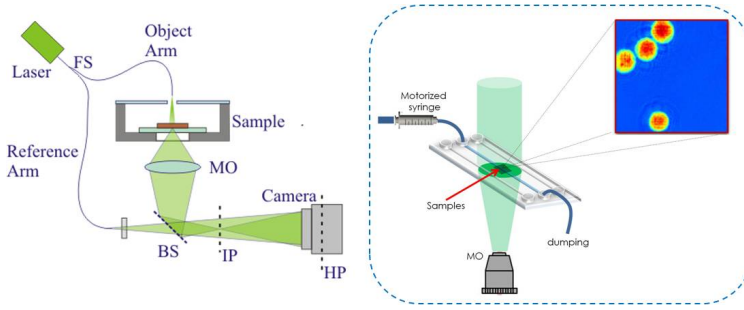 Object
Arm
FS
Laser
Sample
Reference
Arm
MO
Camera
BS
IP
HP
Motorized
syringe
Samples
dumping
MO